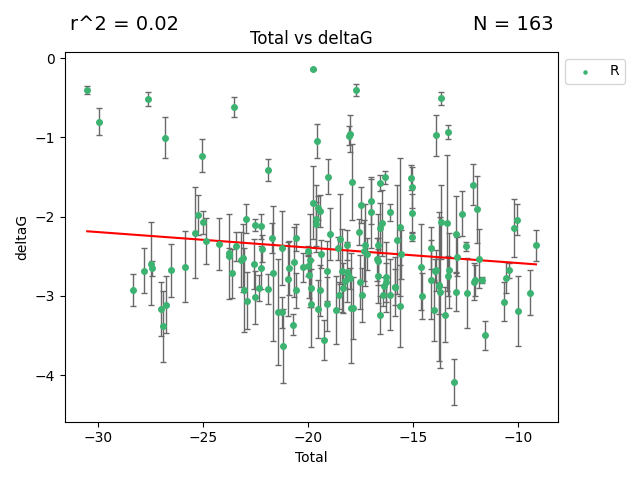 r^2 = 0.02
N = 163
Total vs deltaG
R
deltaG
0
−1
−2
−3
−4
−30
−25
−20
−15
−10
Total